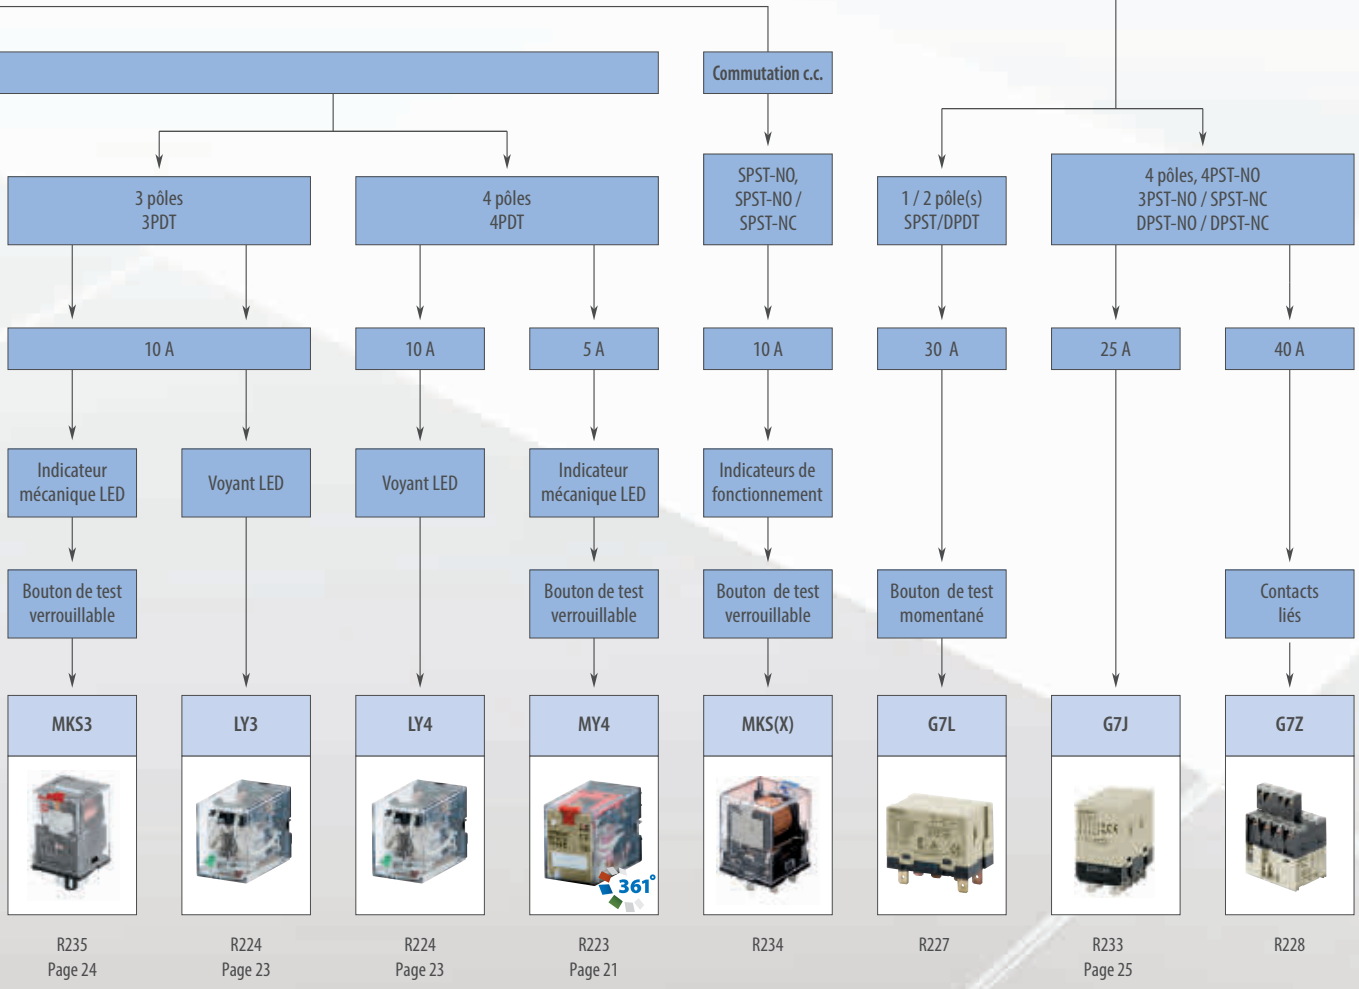 Commutation c.c.
3 pôles
3PDT
4 pôles
4PDT
SPST-NO,
SPST-NO /
SPST-NC
1 / 2 pôle(s)
SPST/DPDT
4 pôles, 4PST-NO
3PST-NO / SPST-NC
DPST-NO / DPST-NC
10 A
10 A
5 A
10 A
30 A
25 A
40 A
Indicateur
mécanique LED
Voyant LED
Voyant LED
Indicateur
mécanique LED
Indicateurs de
fonctionnement
Bouton de test
verrouillable
Bouton de test
verrouillable
Bouton de test
verrouillable
Bouton de test
momentané
Contacts
liés
MKS3
LY3
LY4
MY4
MKS(X)
G7L
G7J
G7Z
361°
R235
Page 24
R224
Page 23
R224
Page 23
R223
Page 21
R234
R227
R233
Page 25
R228